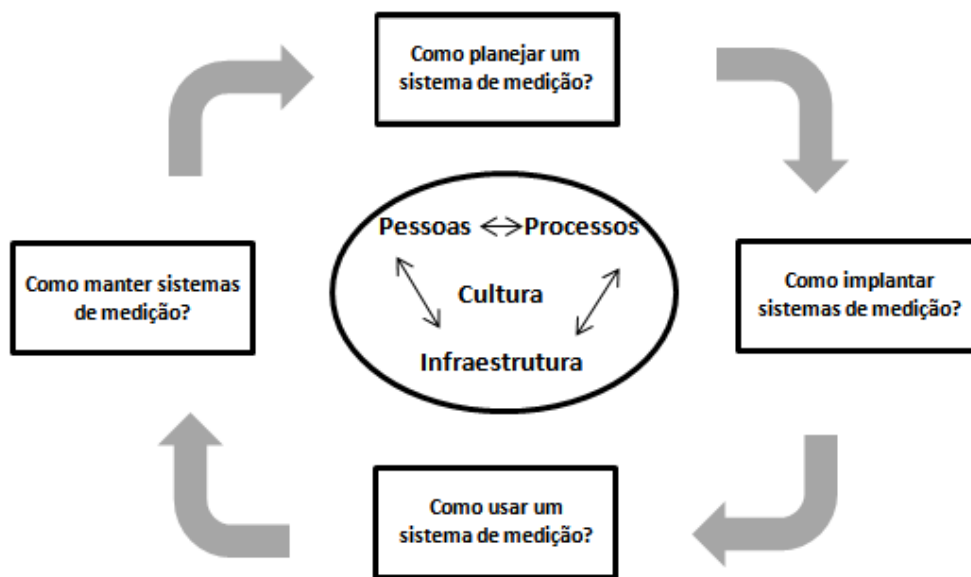 Como planejar um
sistema de medição?
Pessoas Processos
Como manter sistemas
de medição?
Cultura
Como implantar
sistemas de medição?
Infraestrutura
Como usar um
sistema de medição?